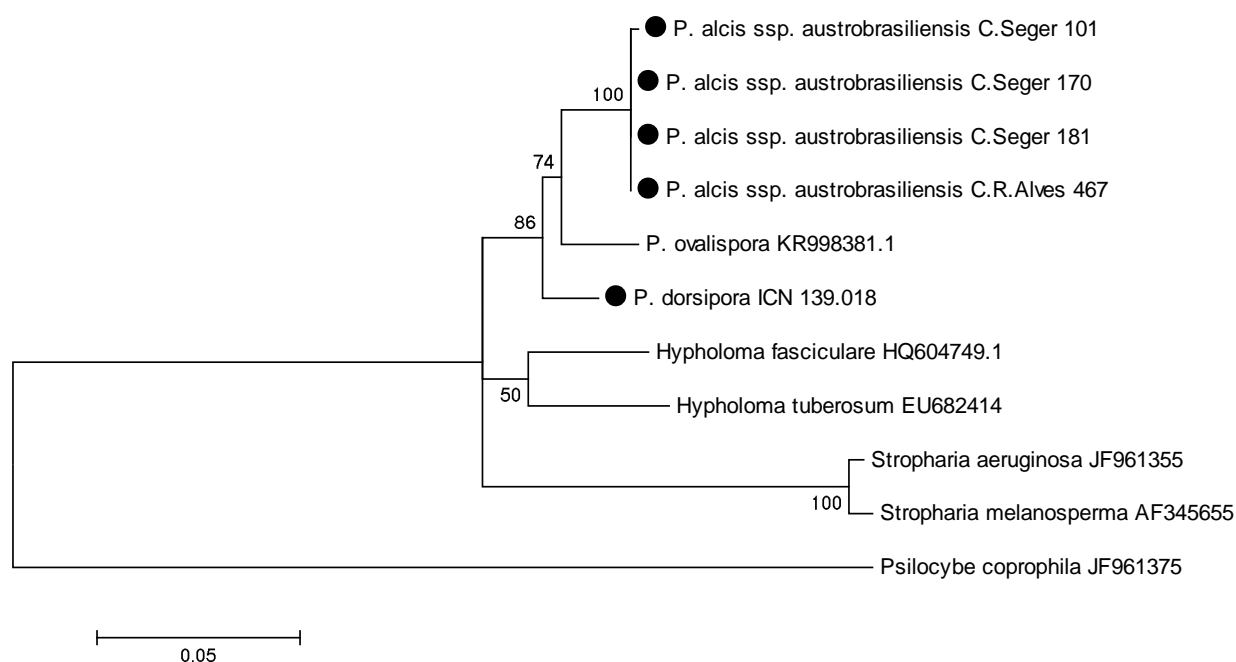 P. alcis ssp. austrobrasiliensis C.Seger 101
P. alcis ssp. austrobrasiliensis C.Seger 170
100
P. alcis ssp. austrobrasiliensis C.Seger 181
74
P. alcis ssp. austrobrasiliensis C.R.Alves 467
86
P. ovalispora KR998381.1
P. dorsipora ICN 139.018
Hypholoma fasciculare HQ604749.1
50
Hypholoma tuberosum EU682414
Stropharia aeruginosa JF961355
100
Stropharia melanosperma AF345655
Psilocybe coprophila JF961375
0.05